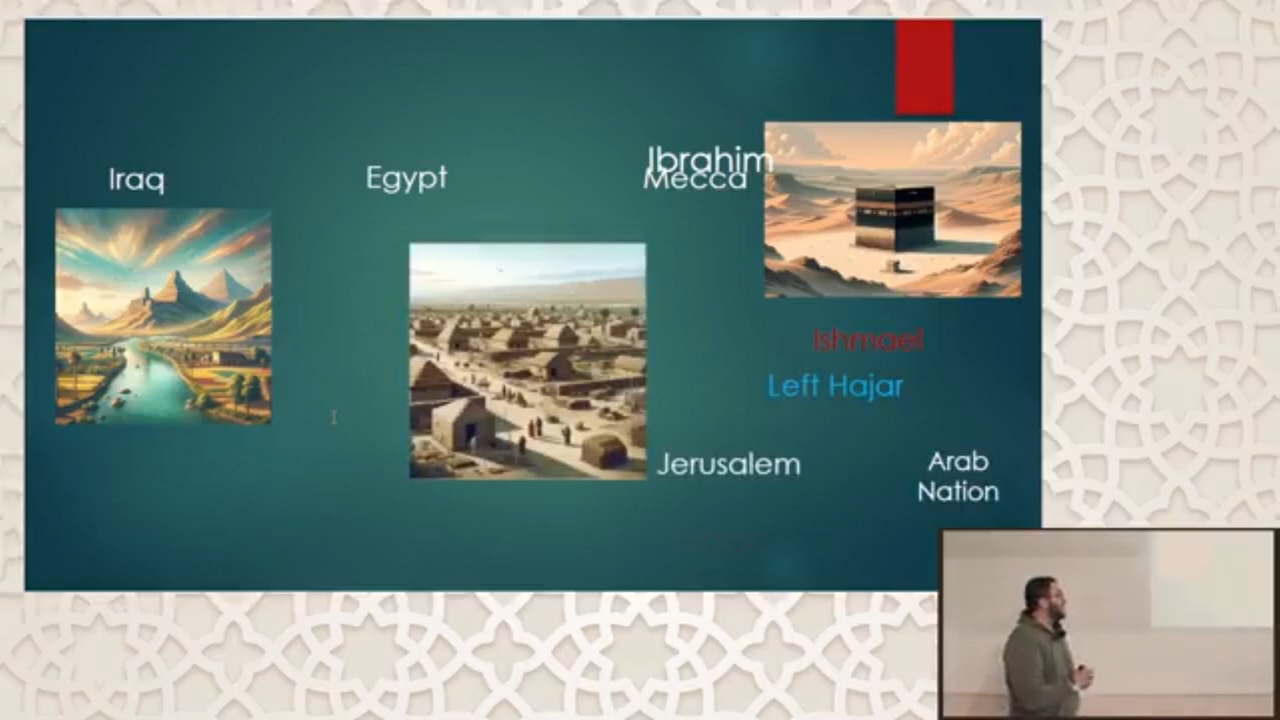 Iraq
Egypt
Ibrahim
Mecca
Ishmael
Left Hajar
Jerusalem
Arab
Nation